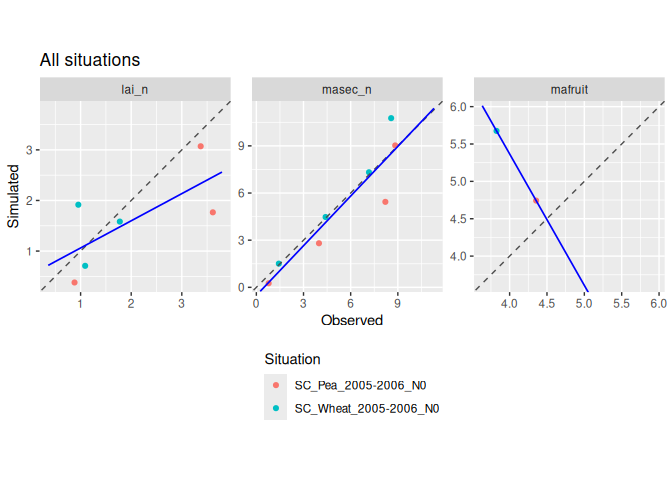 All situations
lai_n masec_n mafruit
Simulated
3
2
1
9
6
3
0
6.0
5.5
5.0
4.5
4.0
1 2 3 0 3 6 9 4.0 4.5 5.0 5.5 6.0
Observed
Situation
SC_Pea_2005-2006_N0
SC_Wheat_2005-2006_N0